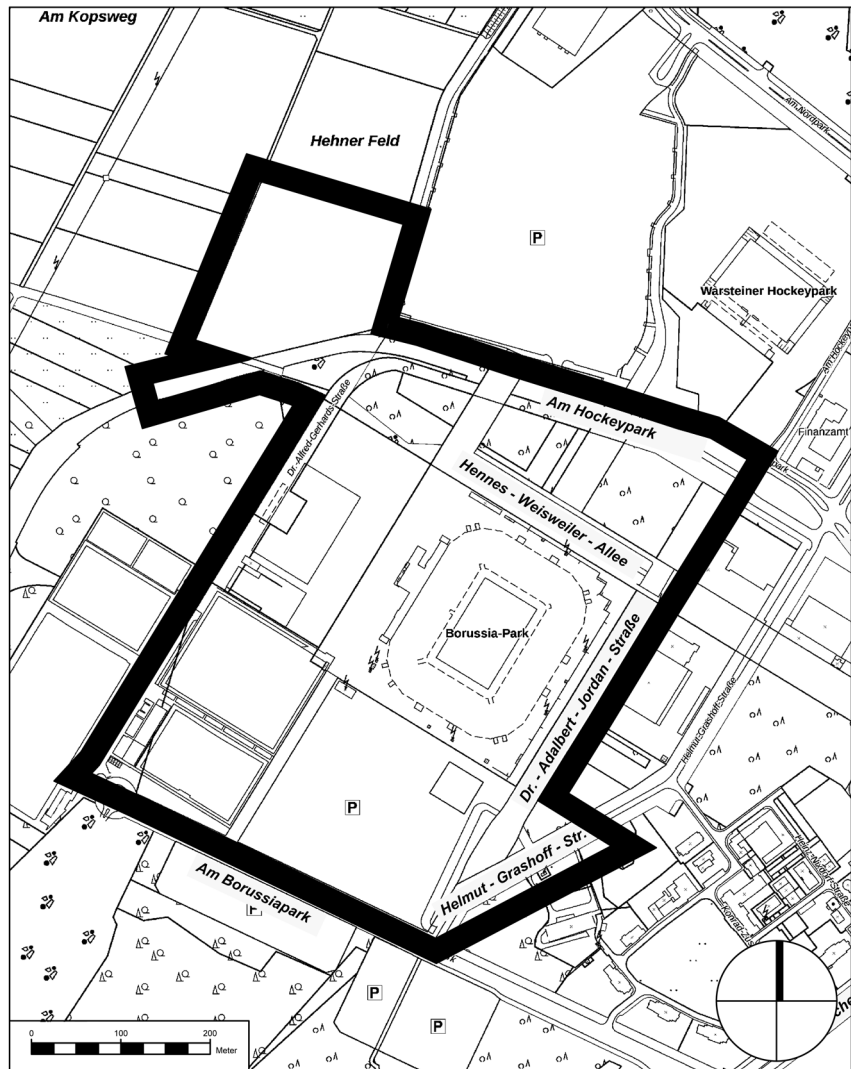 Am Kopsweg
Hehner Feld
Am Nordpark
P
Warsteiner Hockeypark
Am Hockeypark
Finanzamt
Dr.-Alfred-Gerhards-Straße
Hennes - Weisweiler - Allee
Borussia-Park
Dr. - Adalbert - Jordan - Straße
Helmut-Grashoff-Straße
P
Helmut - Grashoff - Str.
Am Borussiapark
P
P
P
0 100 200
Meter